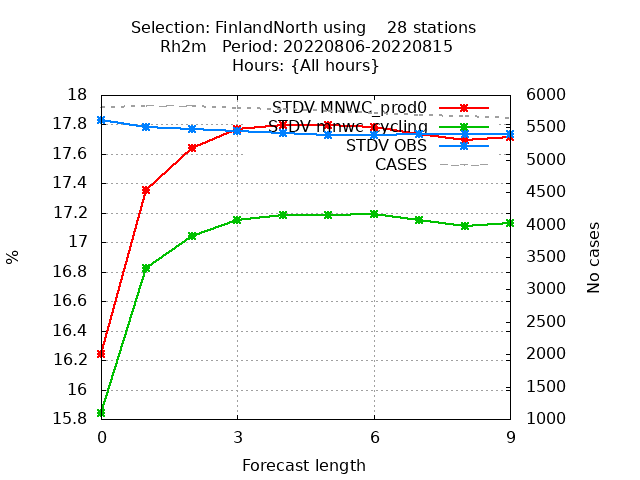 Selection: FinlandNorth using 28 stations
Rh2m Period: 20220806-20220815
Hours: {All hours}
18
17.8
17.6
17.4
17.2
17
16.8
16.6
16.4
16.2
16
15.8
%
STDV MNWC_prod0
STDV mnwc_cycling
STDV OBS
CASES
6000
5500
5000
4500
4000
3500
3000
2500
2000
1500
1000
No cases
0 3 6 9
Forecast length